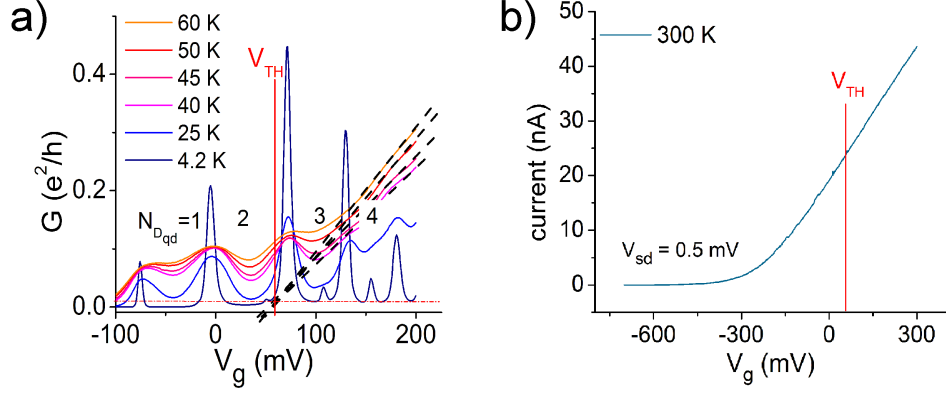 a)
60 K
50 K
45 K
40 K
25 K
4.2 K
V_TH
N_Dqd =1 2 3 4
G (e²/h)
0.4
0.2
0.0
-100 0 100 200
V_g (mV)
b)
300 K
V_TH
V_sd = 0.5 mV
current (nA)
50
40
30
20
10
0
-600 -300 0 300
V_g (mV)